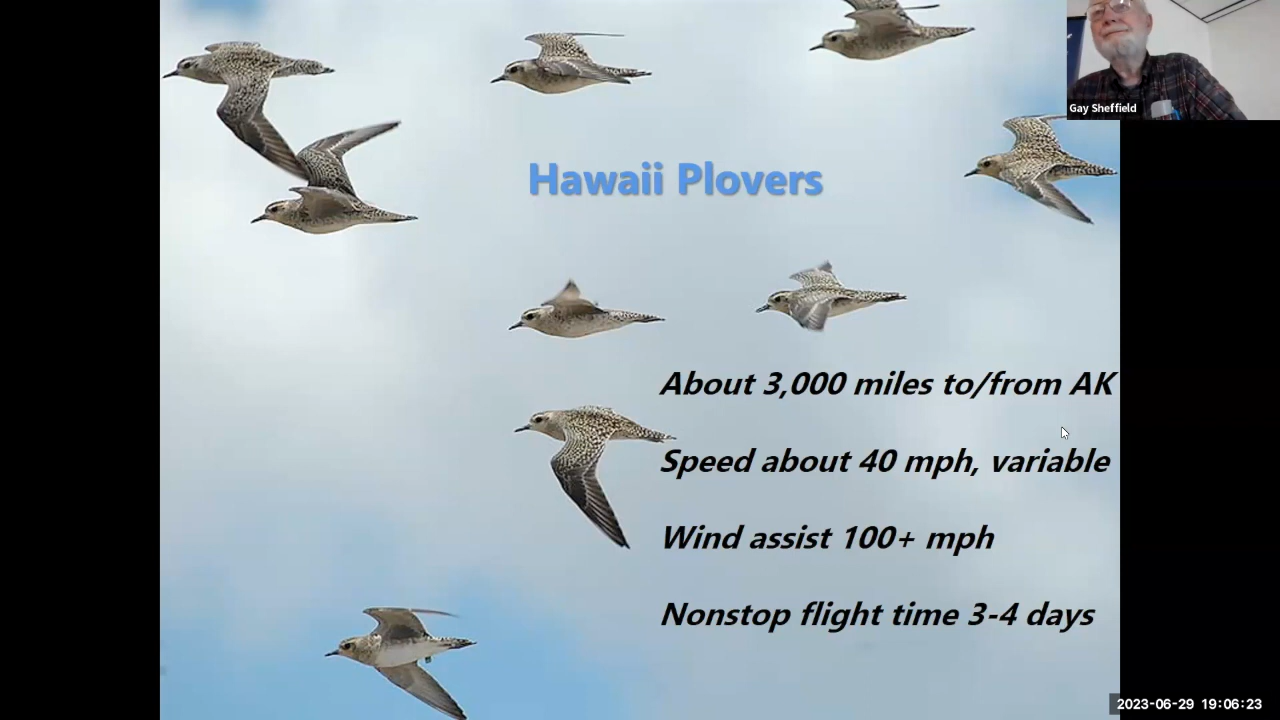 Gay Sheffield
Hawaii Plovers
About 3,000 miles to/from AK
Speed about 40 mph, variable
Wind assist 100+ mph
Nonstop flight time 3-4 days
2023-06-29 19:06:23